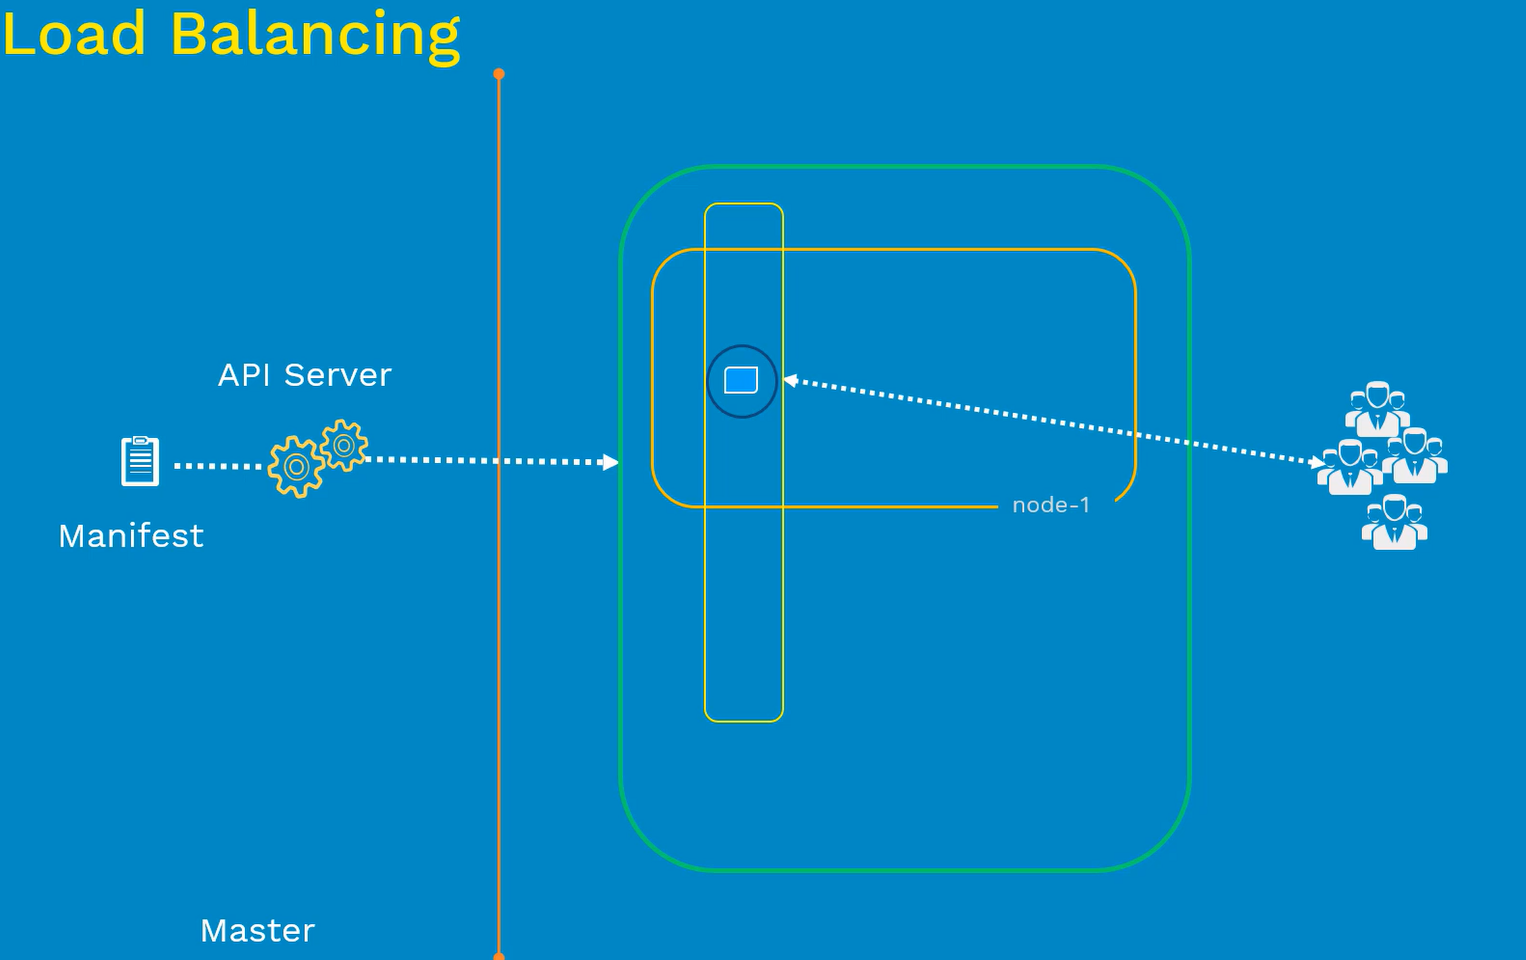 Load Balancing
API Server
Manifest
node-1
Master